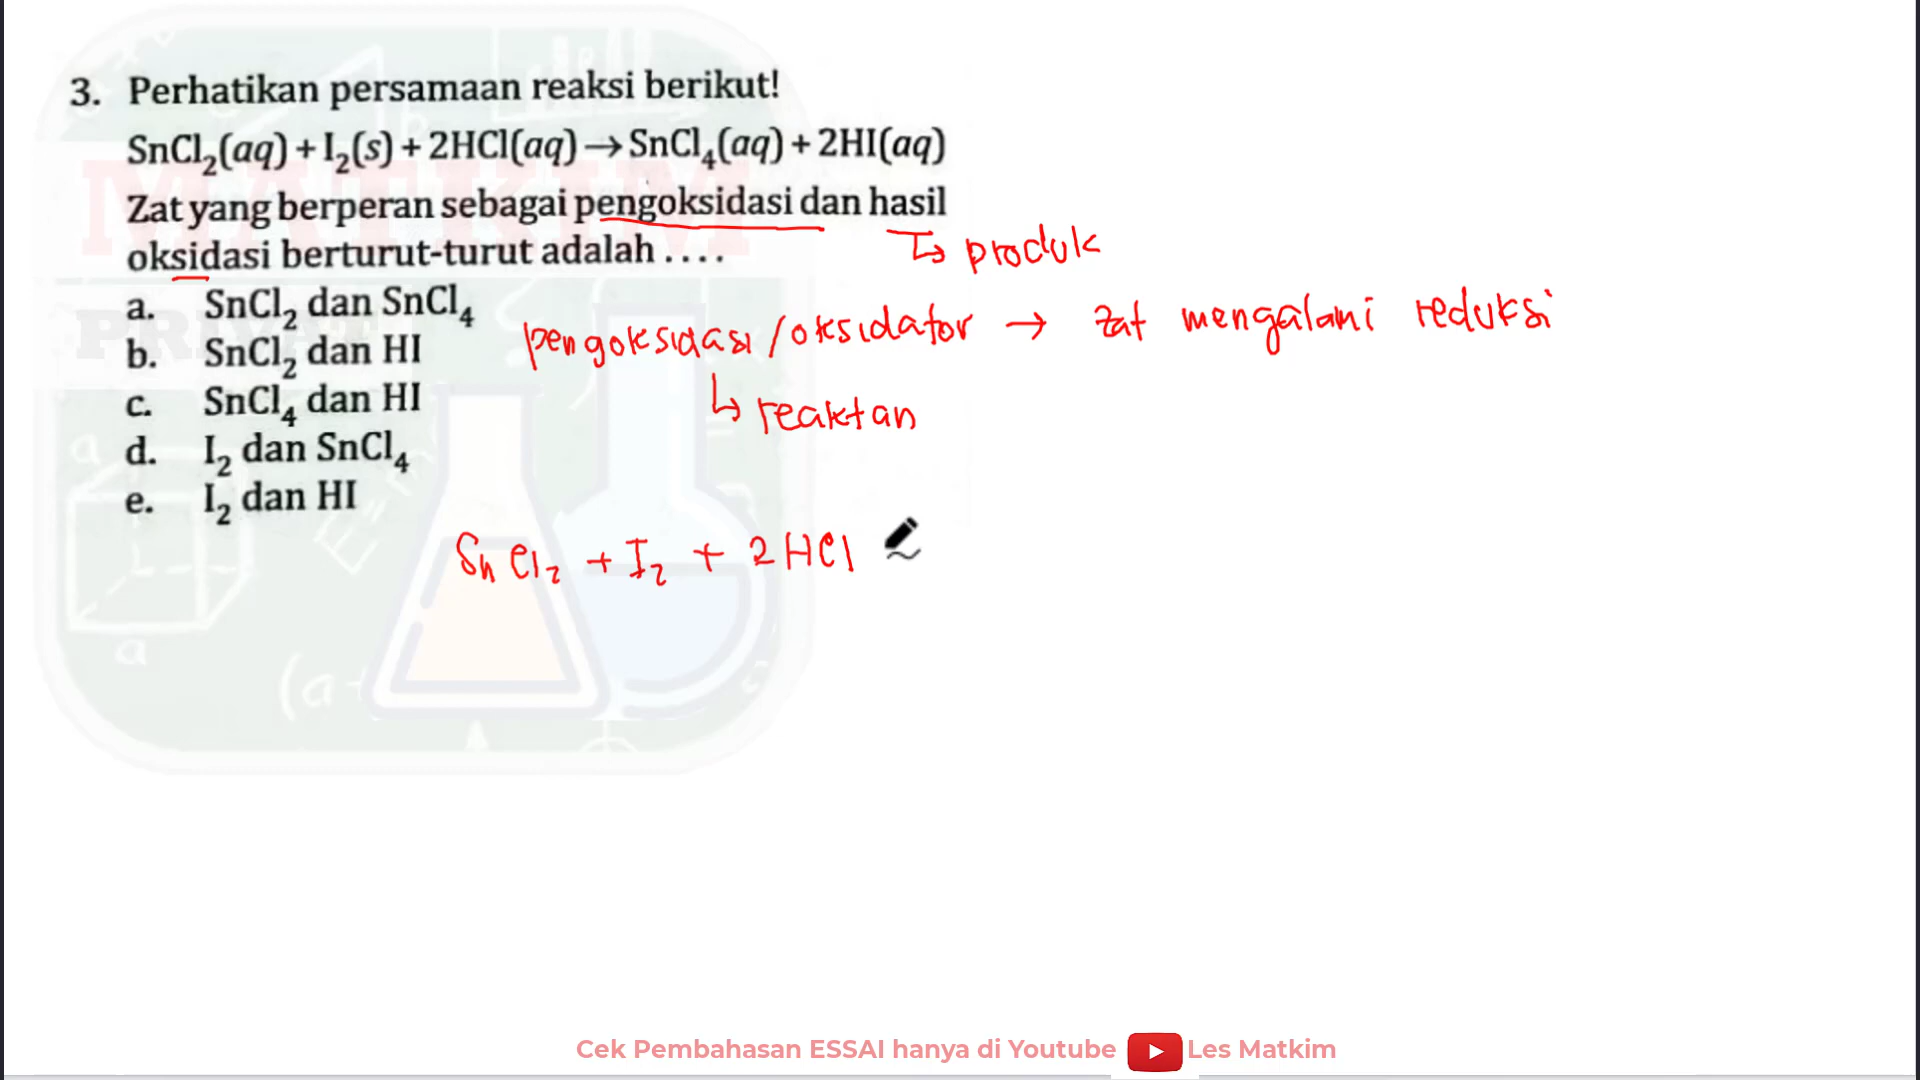 3. Perhatikan persamaan reaksi berikut!
SnCl₂(aq) + I₂(s) + 2HCl(aq) → SnCl₄(aq) + 2HI(aq)
Zat yang berperan sebagai pengoksidasi dan hasil
oksidasi berturut-turut adalah ....
↳ produk
a. SnCl₂ dan SnCl₄
b. SnCl₂ dan HI
c. SnCl₄ dan HI
d. I₂ dan SnCl₄
e. I₂ dan HI
pengoksidasi / oksidator → zat mengalami reduksi
↳ reaktan
SnCl₂ + I₂ + 2HCl
MATKIM
a
a
(a
Cek Pembahasan ESSAI hanya di Youtube Les Matkim